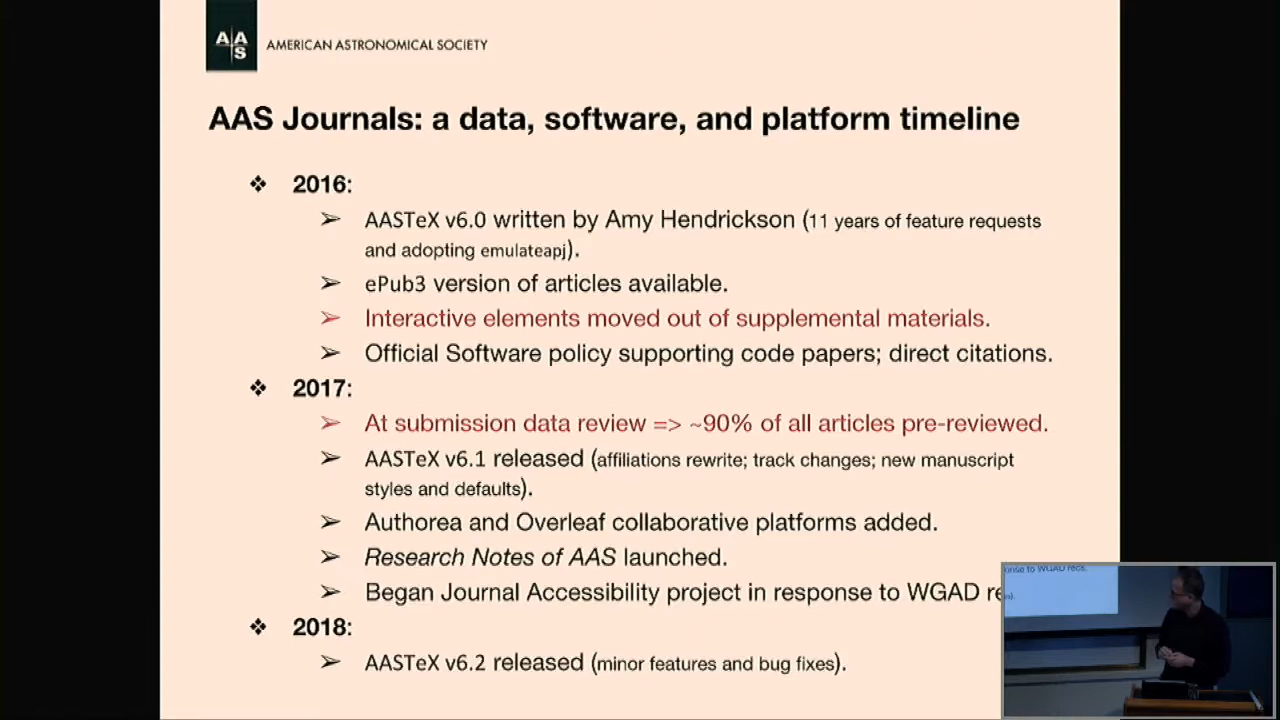 AAS
AMERICAN ASTRONOMICAL SOCIETY
AAS Journals: a data, software, and platform timeline
❖ 2016:
➢ AASTeX v6.0 written by Amy Hendrickson (11 years of feature requests
and adopting emulateapj).
➢ ePub3 version of articles available.
➢ Interactive elements moved out of supplemental materials.
➢ Official Software policy supporting code papers; direct citations.
❖ 2017:
➢ At submission data review => ~90% of all articles pre-reviewed.
➢ AASTeX v6.1 released (affiliations rewrite; track changes; new manuscript
styles and defaults).
➢ Authorea and Overleaf collaborative platforms added.
➢ Research Notes of AAS launched.
➢ Began Journal Accessibility project in response to WGAD re
❖ 2018:
➢ AASTeX v6.2 released (minor features and bug fixes).
to WGAD recs.